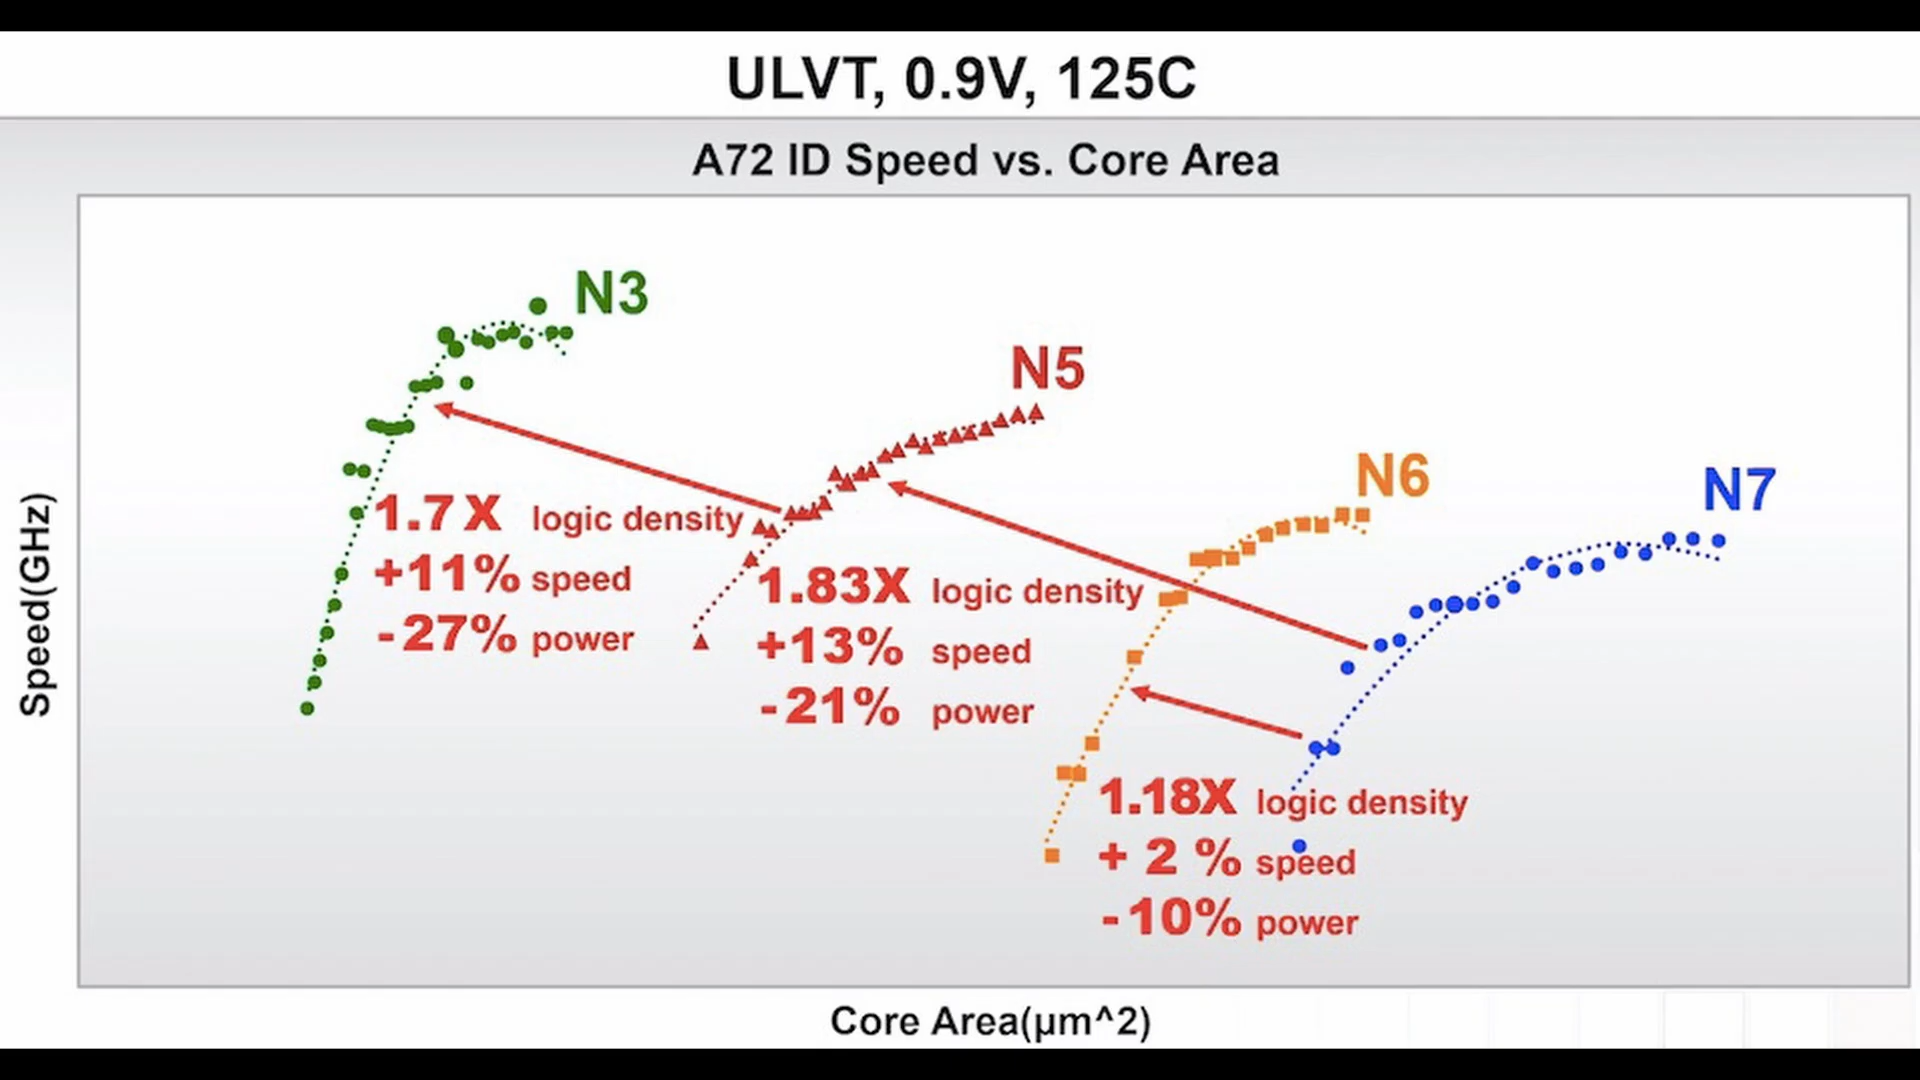 ULVT, 0.9V, 125C
A72 ID Speed vs. Core Area
Speed(GHz)
N3
N5
N6
N7
1.7X logic density
+11% speed
-27% power
1.83X logic density
+13% speed
-21% power
1.18X logic density
+ 2 % speed
-10% power
Core Area(µm^2)